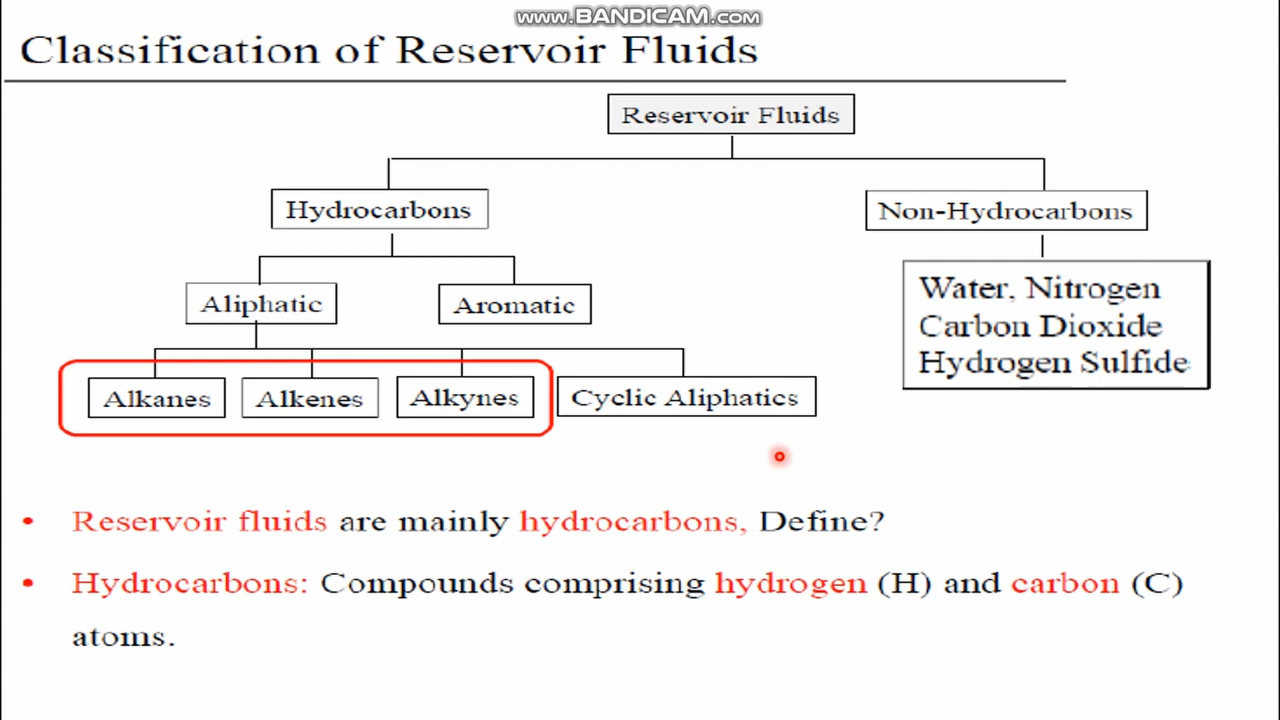 www.BANDICAM.com
Classification of Reservoir Fluids
Reservoir Fluids
Hydrocarbons
Non-Hydrocarbons
Aliphatic
Aromatic
Water, Nitrogen
Carbon Dioxide
Hydrogen Sulfide
Alkanes
Alkenes
Alkynes
Cyclic Aliphatics
• Reservoir fluids are mainly hydrocarbons, Define?
• Hydrocarbons: Compounds comprising hydrogen (H) and carbon (C)
atoms.